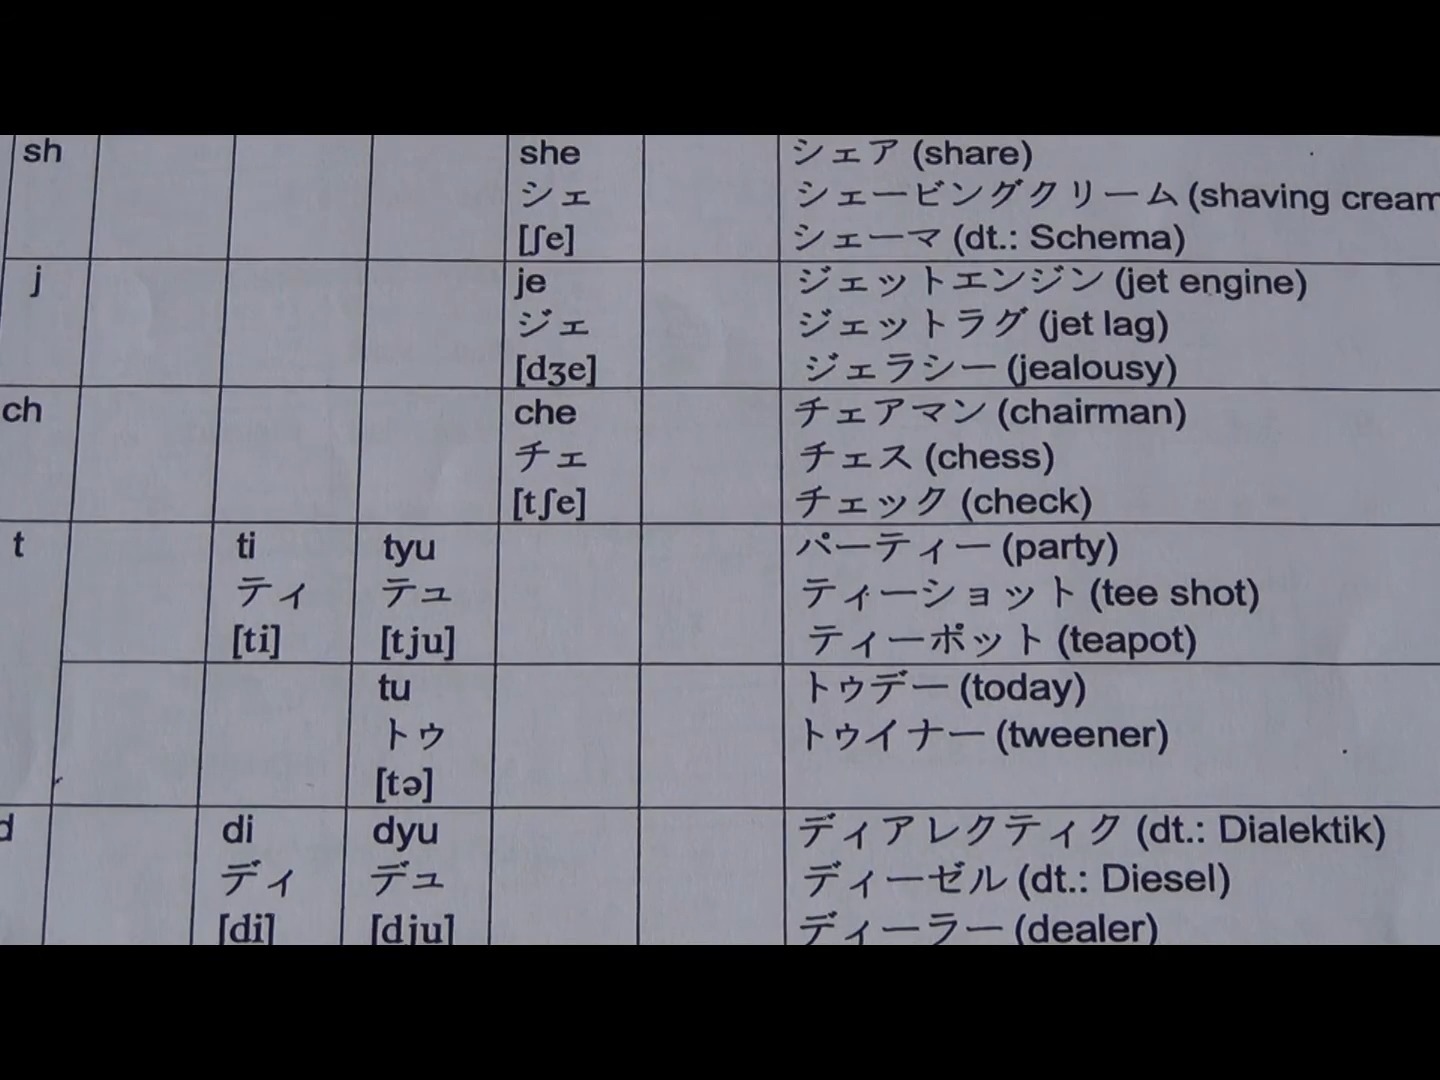 sh she シェア (share)
シェ シェービングクリーム (shaving cream
[ʃe] シェーマ (dt.: Schema)
j je ジェットエンジン (jet engine)
ジェ ジェットラグ (jet lag)
[dʒe] ジェラシー (jealousy)
ch che チェアマン (chairman)
チェ チェス (chess)
[tʃe] チェック (check)
t ti tyu パーティー (party)
ティ テュ ティーショット (tee shot)
[ti] [tju] ティーポット (teapot)
tu トゥデー (today)
トゥ トゥイナー (tweener)
[tə]
d di dyu ディアレクティク (dt.: Dialektik)
ディ デュ ディーゼル (dt.: Diesel)
[di] [dju] ディーラー (dealer)